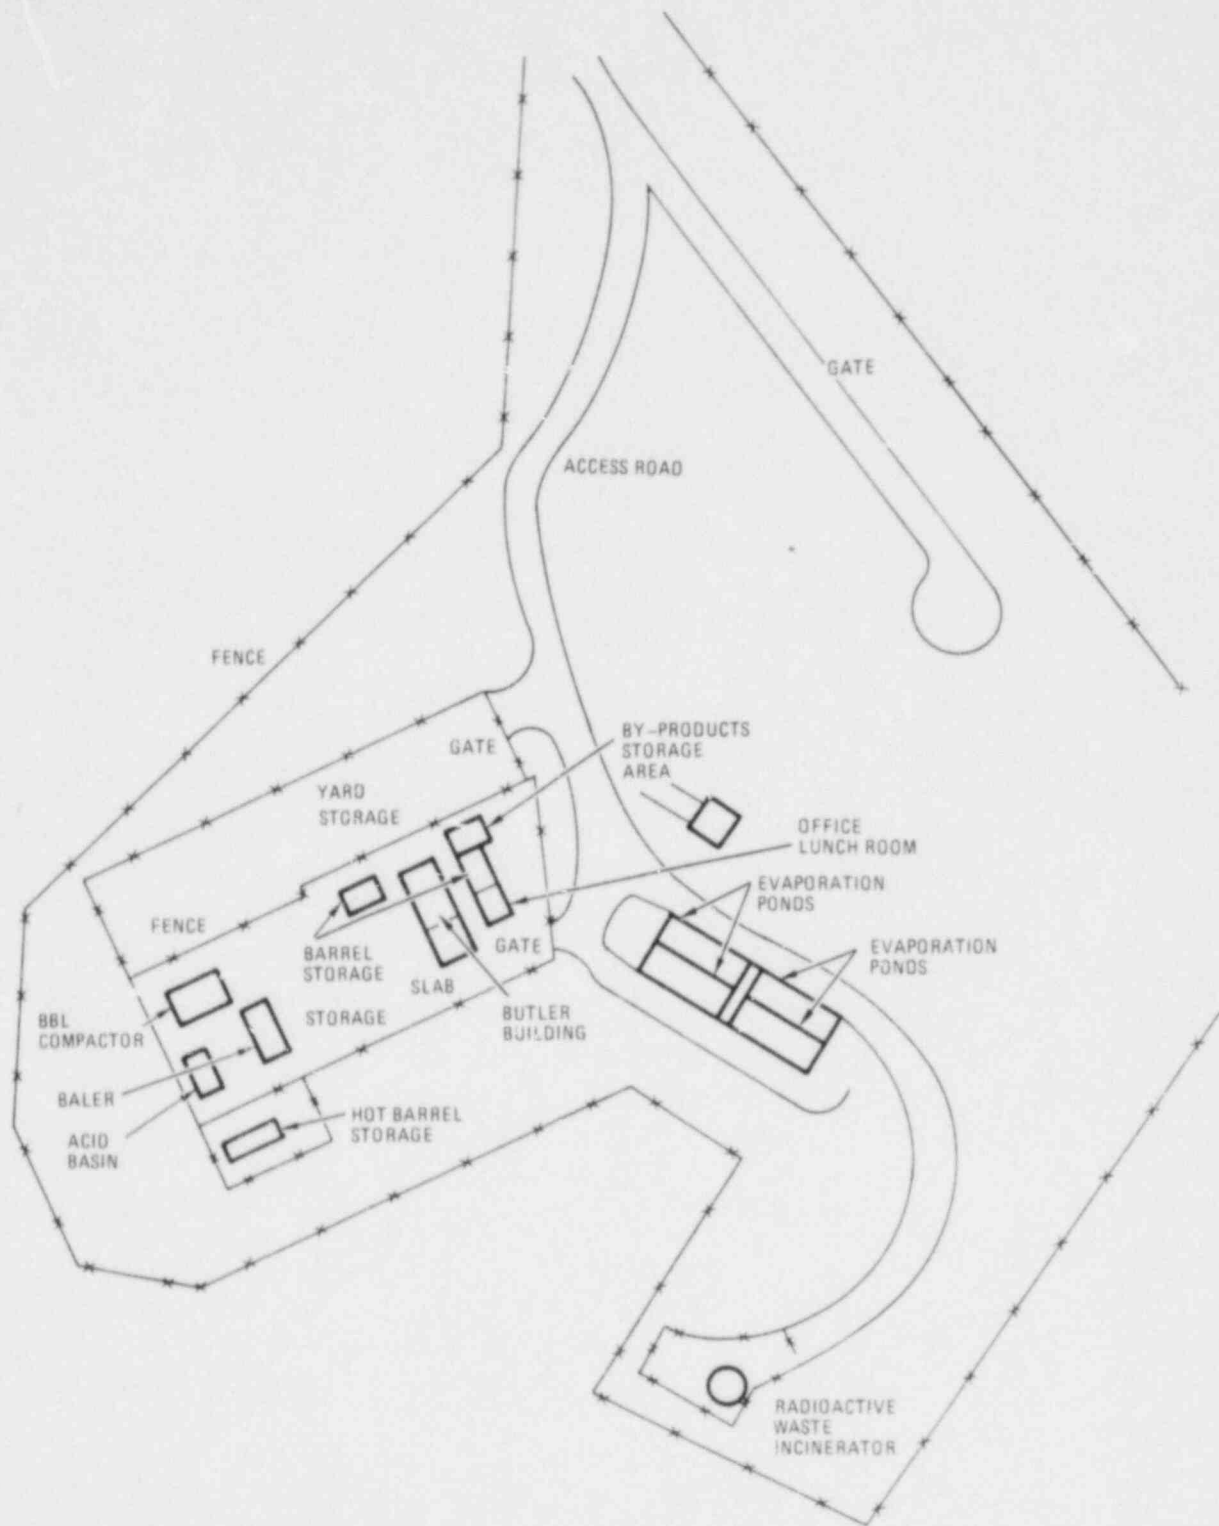 GATE
ACCESS ROAD
FENCE
BY-PRODUCTS
STORAGE
AREA
GATE
YARD
STORAGE
OFFICE
LUNCH ROOM
EVAPORATION
PONDS
FENCE
EVAPORATION
PONDS
BARREL
STORAGE
GATE
SLAB
BBL
COMPACTOR
STORAGE
BUTLER
BUILDING
BALER
HOT BARREL
STORAGE
ACID
BASIN
RADIOACTIVE
WASTE
INCINERATOR